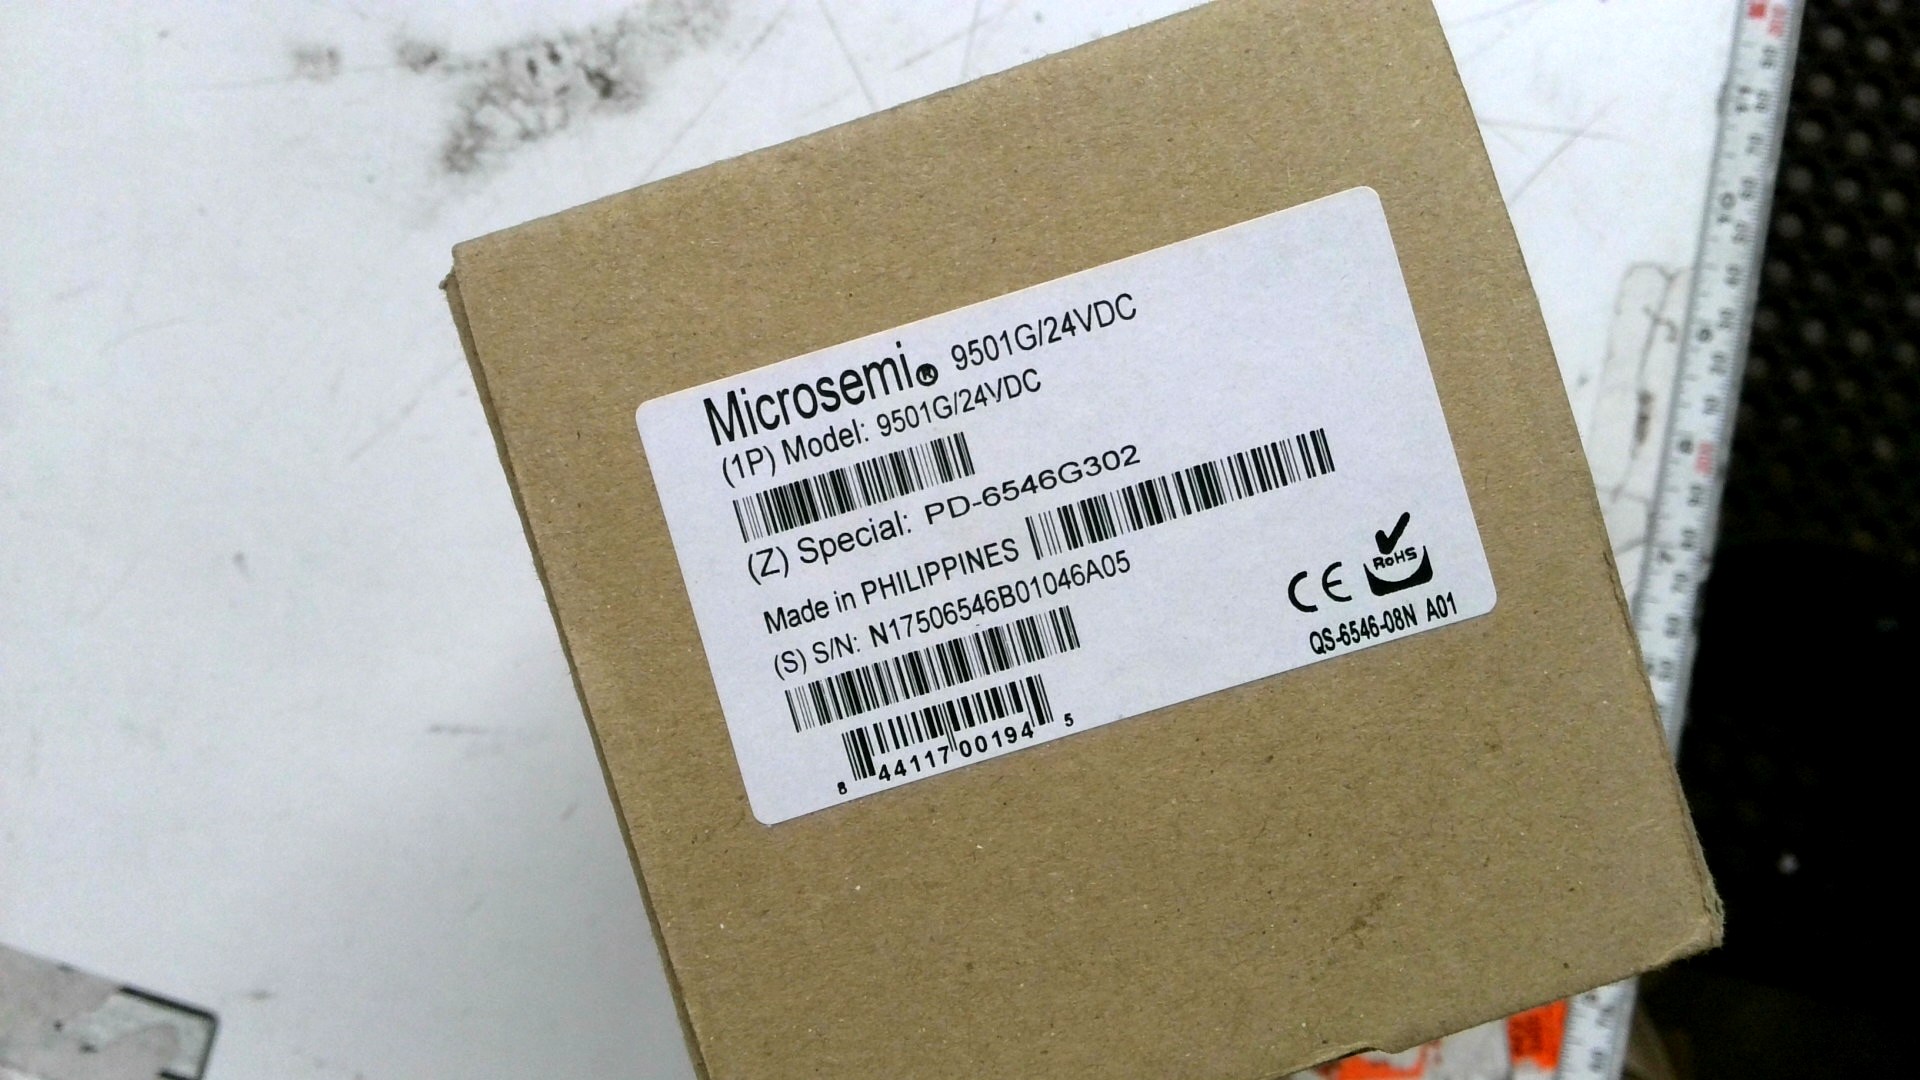 Microsemi® 9501G/24VDC
(1P) Model: 9501G/24VDC
(Z) Special: PD-6546G302
Made in PHILIPPINES
(S) S/N: N17506546B01046A05
8 44117 00194 5
CE RoHS
QS-6546-08N A01